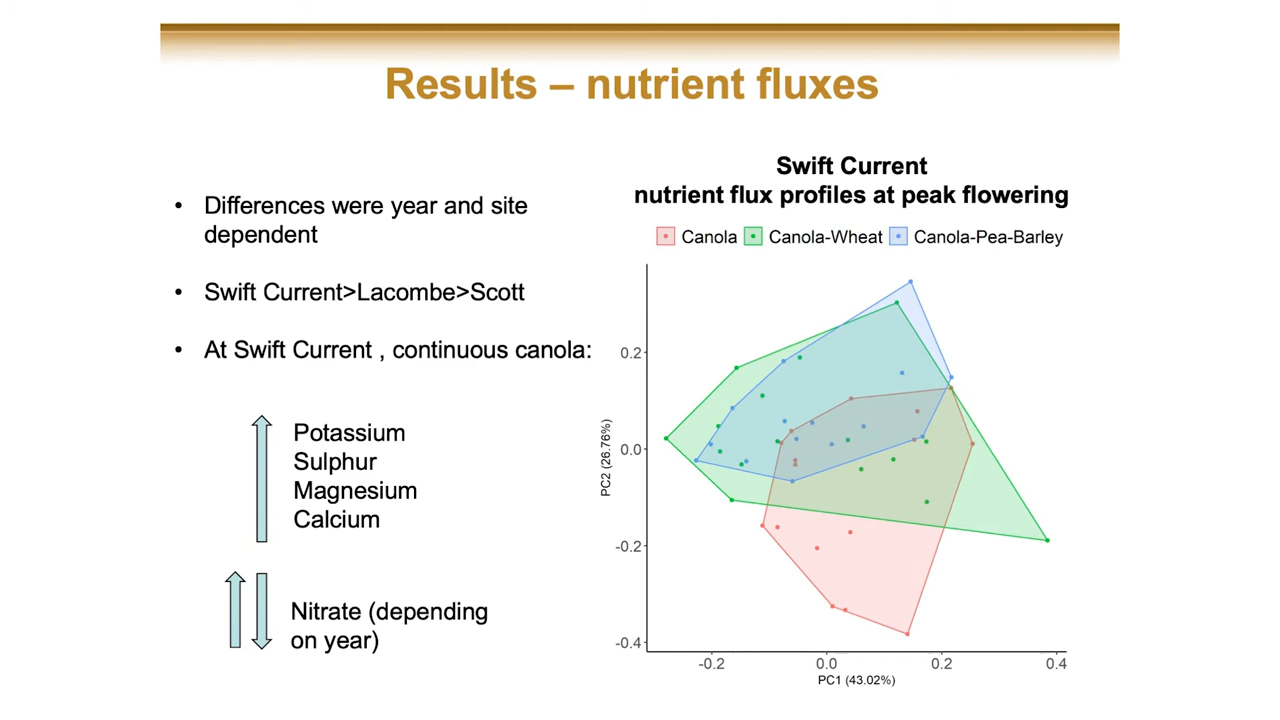 Results – nutrient fluxes
• Differences were year and site
dependent
• Swift Current>Lacombe>Scott
• At Swift Current , continuous canola:
Potassium
Sulphur
Magnesium
Calcium
Nitrate (depending
on year)
Swift Current
nutrient flux profiles at peak flowering
Canola Canola-Wheat Canola-Pea-Barley
PC2 (26.76%)
0.2
0.0
-0.2
-0.4
-0.2 0.0 0.2 0.4
PC1 (43.02%)